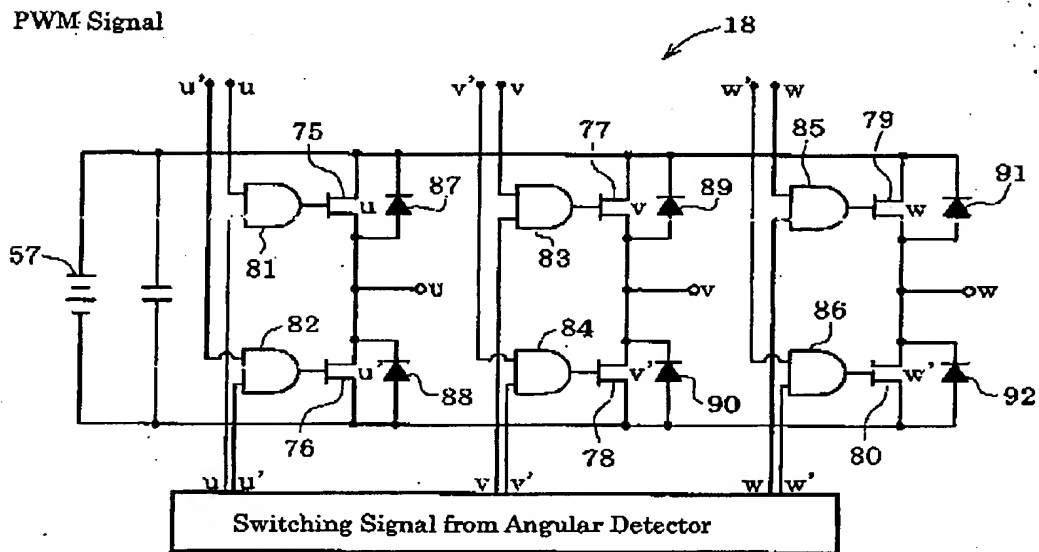 PWM Signal
18
u' u
v' v
w' w
75
77
85
79
87
89
91
u
v
w
81
83
57
u
v
w
82
84
86
u'
v'
w'
88
90
92
76
78
80
u u'
v v'
w w'
Switching Signal from Angular Detector